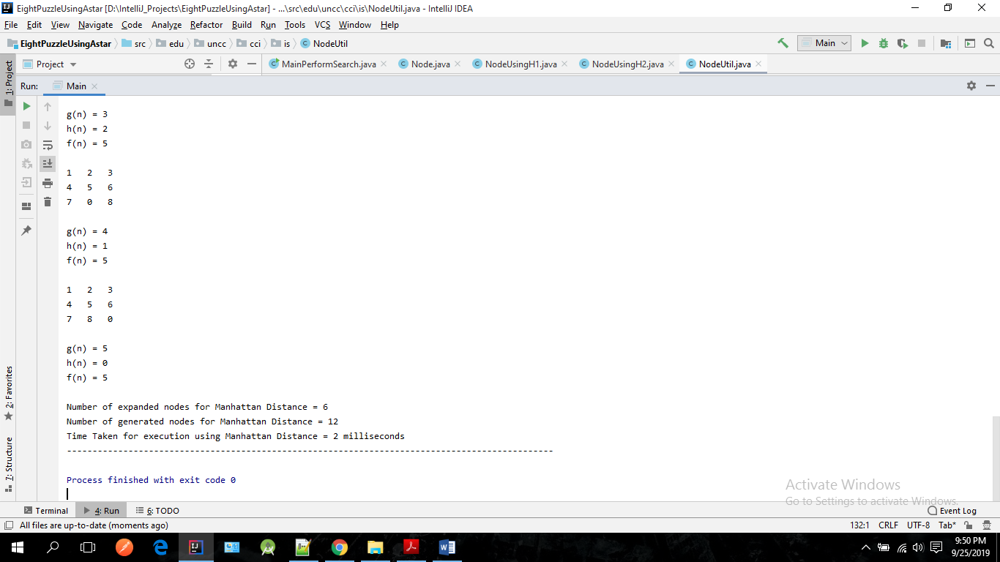 EightPuzzleUsingAstar [D:\IntelliJ_Projects\EightPuzzleUsingAstar] - ...\src\edu\uncc\cci\is\NodeUtil.java - IntelliJ IDEA
File Edit View Navigate Code Analyze Refactor Build Run Tools VCS Window Help
EightPuzzleUsingAstar src edu uncc cci is NodeUtil Main
1: Project Project MainPerformSearch.java Node.java NodeUsingH1.java NodeUsingH2.java NodeUtil.java
Run: Main
g(n) = 3
h(n) = 2
f(n) = 5
1 2 3
4 5 6
7 0 8
g(n) = 4
h(n) = 1
f(n) = 5
1 2 3
4 5 6
7 8 0
g(n) = 5
h(n) = 0
f(n) = 5
2: Favorites
Number of expanded nodes for Manhattan Distance = 6
Number of generated nodes for Manhattan Distance = 12
Time Taken for execution using Manhattan Distance = 2 milliseconds
-----------------------------------------------------------------------------------------------
7: Structure
Process finished with exit code 0
Activate Windows
Go to Settings to activate Windows.
Terminal 4: Run 6: TODO Event Log
All files are up-to-date (moments ago) 132:1 CRLF UTF-8 Tab*
9:50 PM
9/25/2019